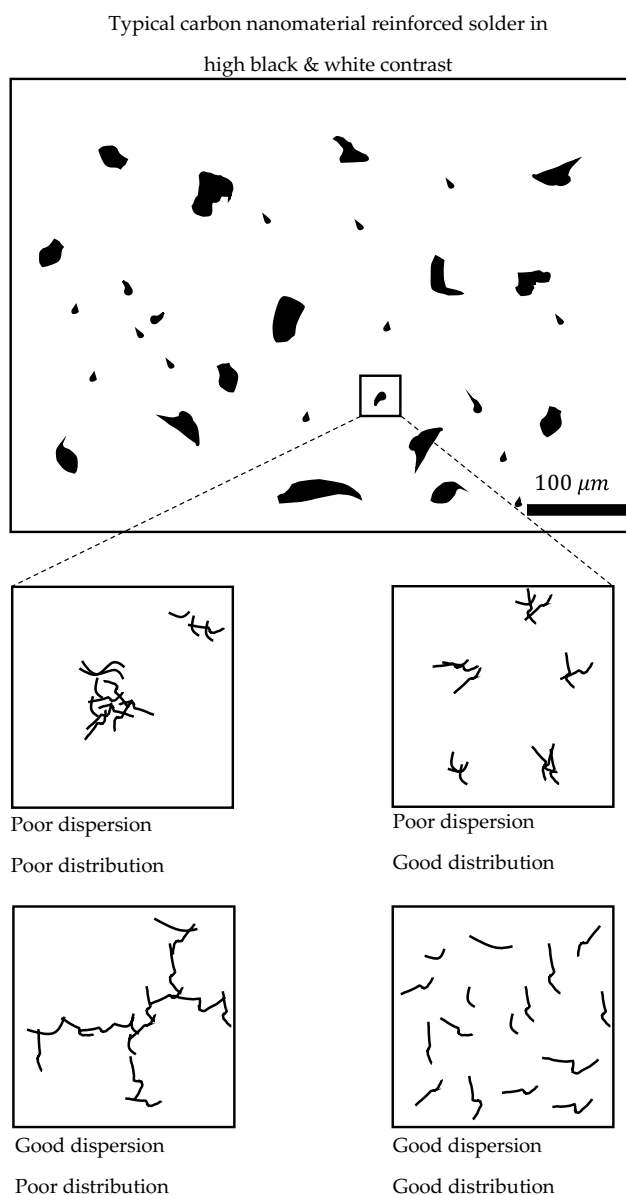 Typical carbon nanomaterial reinforced solder in
high black & white contrast
100 μm
Poor dispersion
Poor distribution
Poor dispersion
Good distribution
Good dispersion
Poor distribution
Good dispersion
Good distribution